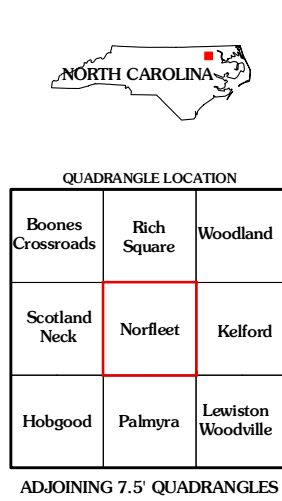 NORTH CAROLINA
QUADRANGLE LOCATION
Boones
Crossroads
Rich
Square
Woodland
Scotland
Neck
Norfleet
Kelford
Hobgood
Palmyra
Lewiston
Woodville
ADJOINING 7.5' QUADRANGLES